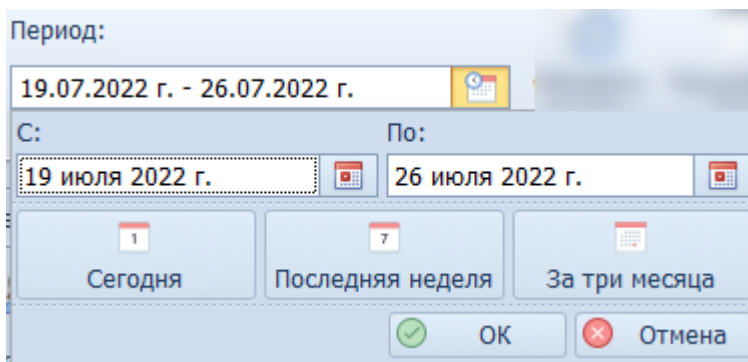 Период:
19.07.2022 г. - 26.07.2022 г.
С: По:
19 июля 2022 г. 26 июля 2022 г.
1 7
Сегодня Последняя неделя За три месяца
ОК Отмена